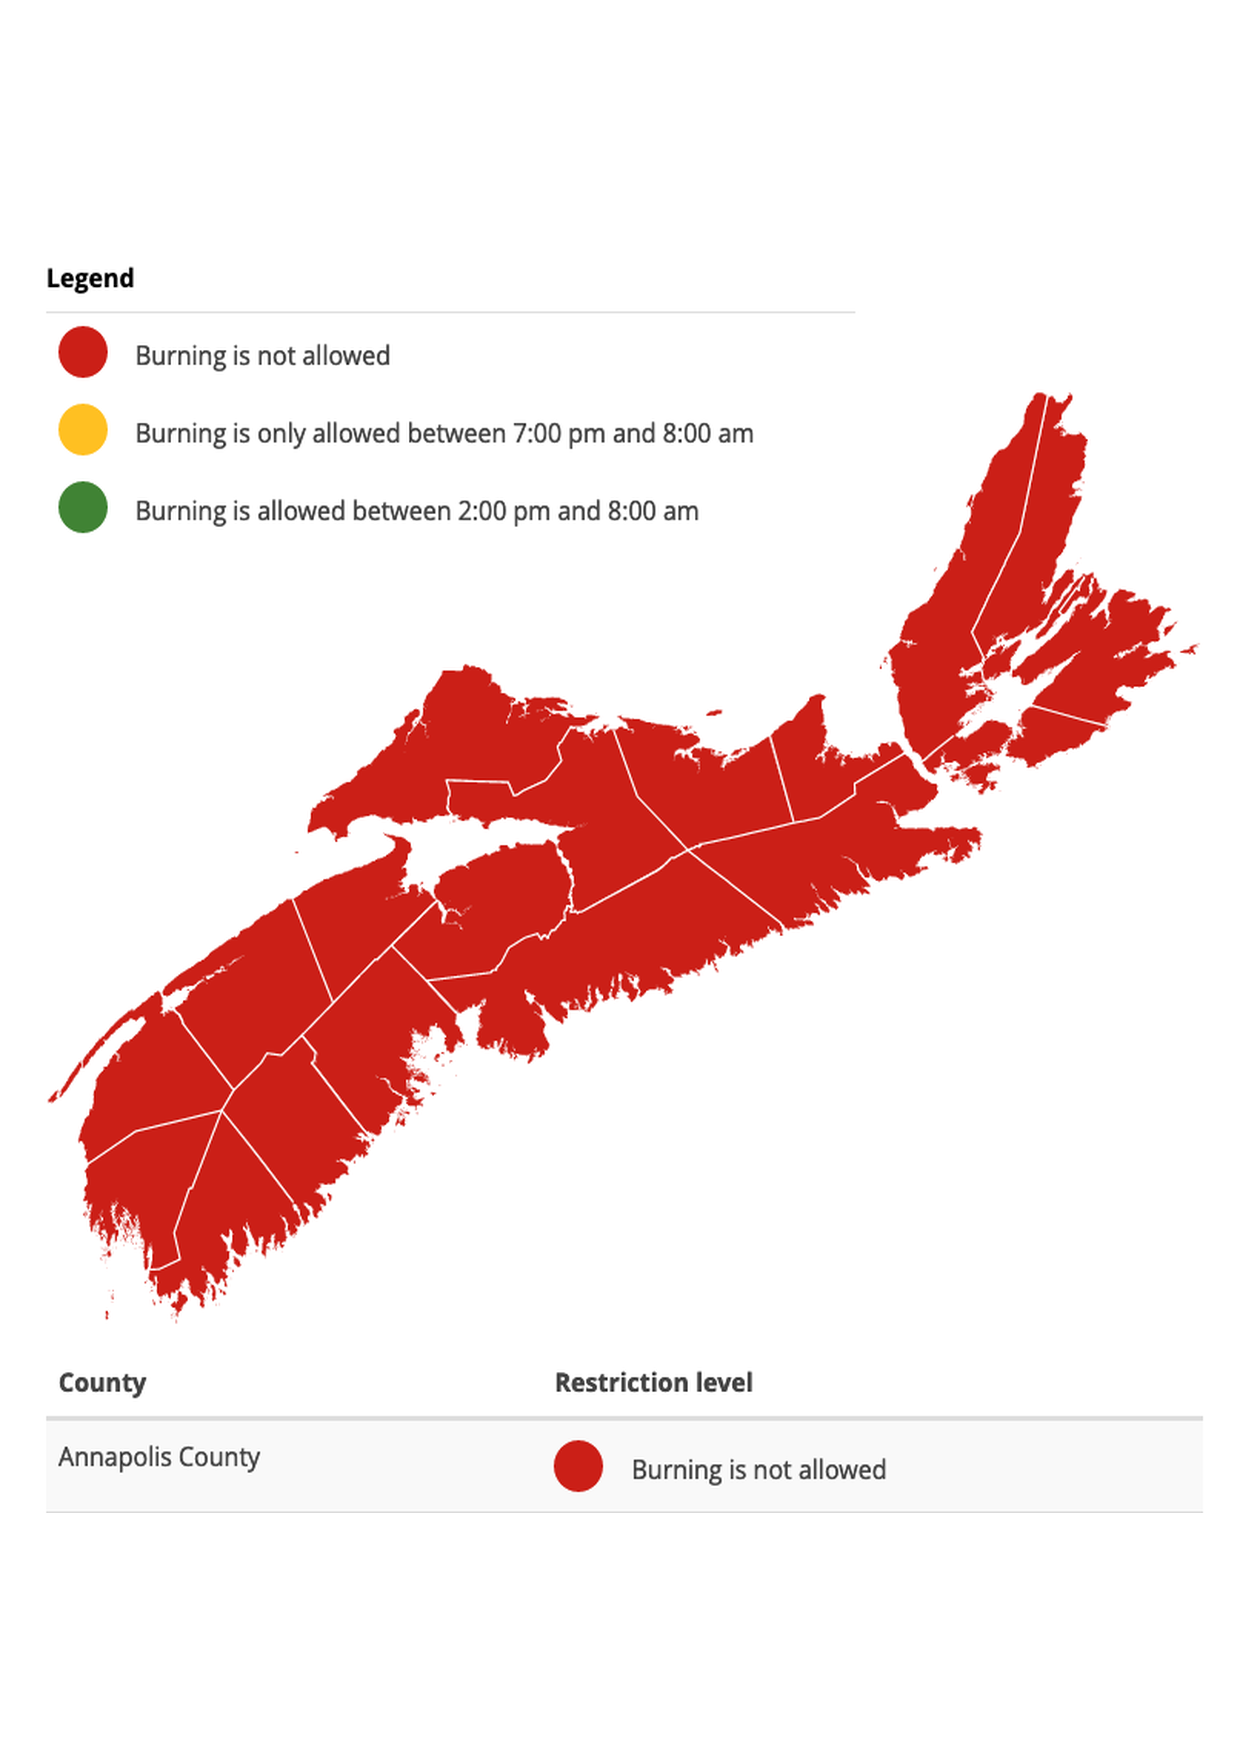 Legend
Burning is not allowed
Burning is only allowed between 7:00 pm and 8:00 am
Burning is allowed between 2:00 pm and 8:00 am
County Restriction level
Annapolis County Burning is not allowed